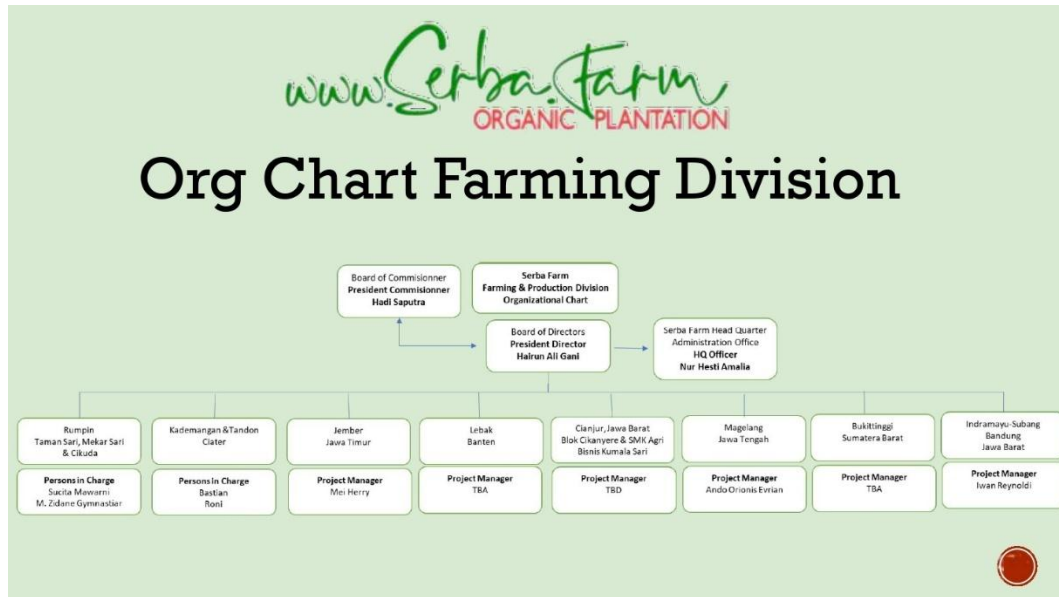 www.Serba.Farm
ORGANIC PLANTATION
Org Chart Farming Division
Board of Commisionner
President Commisionner
Hadi Saputra
Serba Farm
Farming & Production Division
Organizational Chart
Board of Directors
President Director
Hairun Ali Gani
Serba Farm Head Quarter
Administration Office
HQ Officer
Nur Hesti Amalia
Rumpin
Taman Sari, Mekar Sari
& Cikuda
Kademangan &Tandon
Ciater
Jember
Jawa Timur
Lebak
Banten
Cianjur, Jawa Barat
Blok Cikanyere & SMK Agri
Bisnis Kumala Sari
Magelang
Jawa Tengah
Bukittinggi
Sumatera Barat
Indramayu-Subang
Bandung
Jawa Barat
Persons in Charge
Sucita Mawarni
M. Zidane Gymnastiar
Persons in Charge
Bastian
Roni
Project Manager
Mei Herry
Project Manager
TBA
Project Manager
TBD
Project Manager
Ando Orionis Evrian
Project Manager
TBA
Project Manager
Iwan Reynoldi